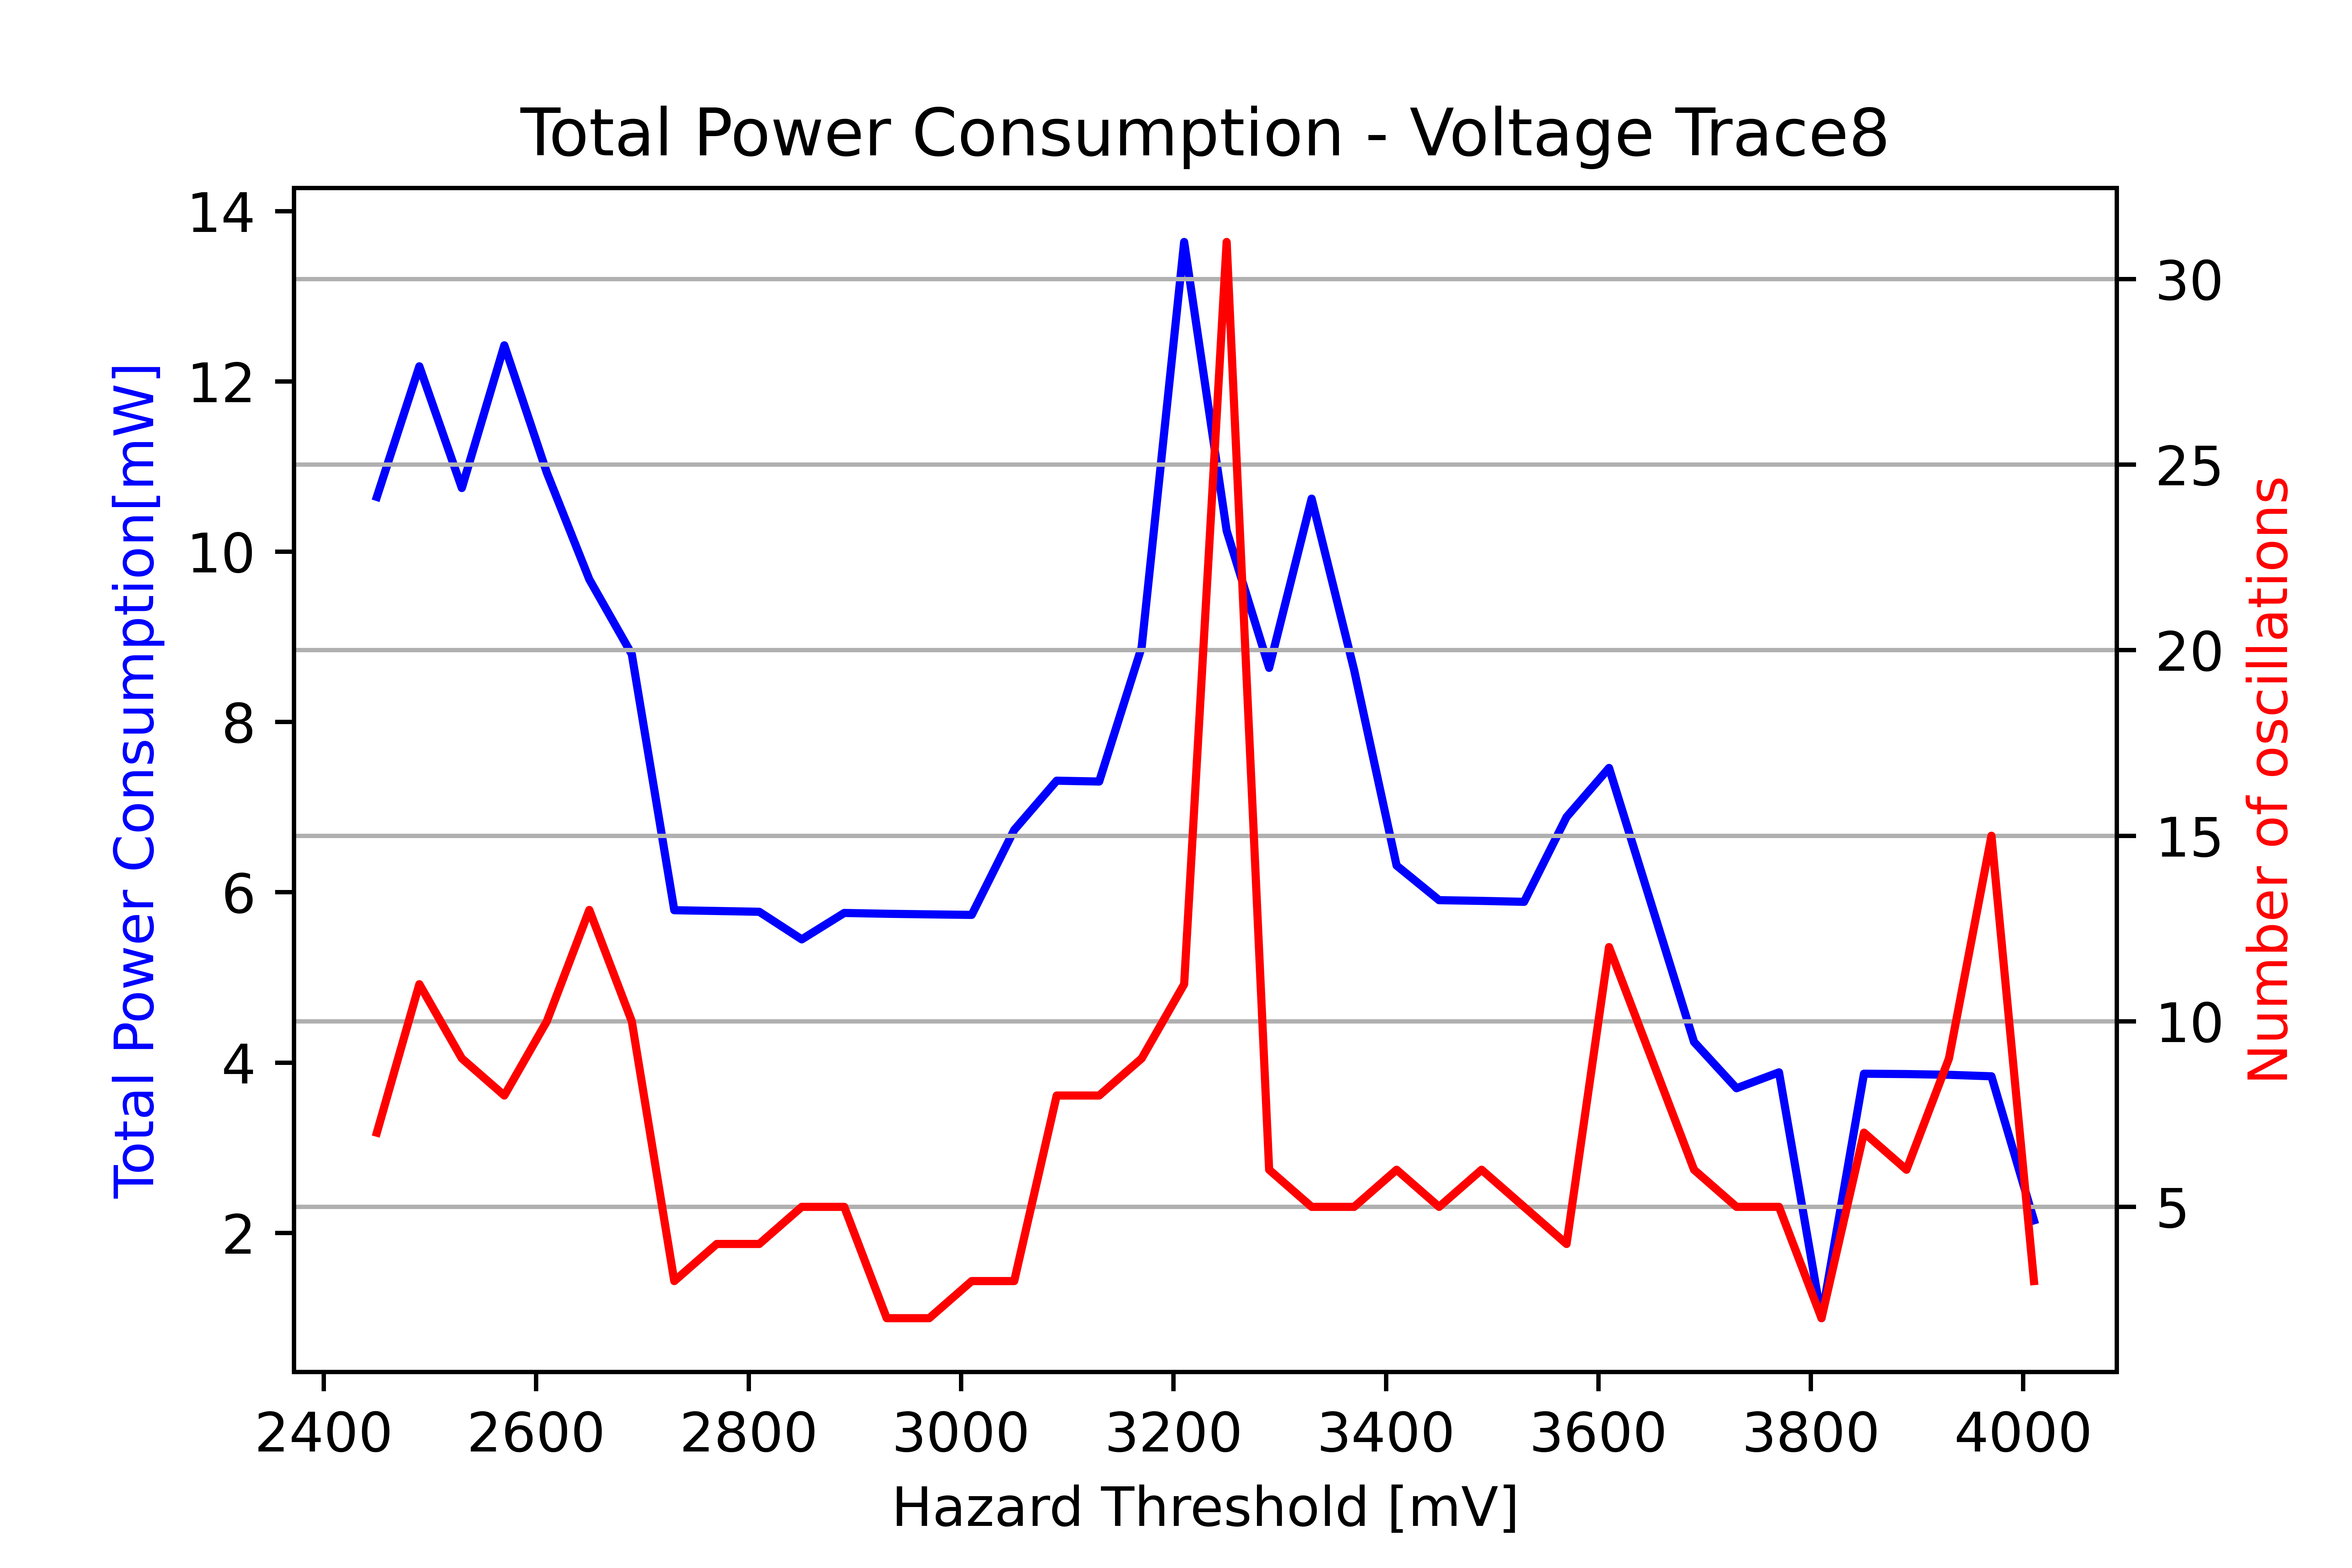 Total Power Consumption - Voltage Trace8
14
12
10
8
6
4
2
Total Power Consumption[mW]
30
25
20
15
10
5
Number of oscillations
2400 2600 2800 3000 3200 3400 3600 3800 4000
Hazard Threshold [mV]